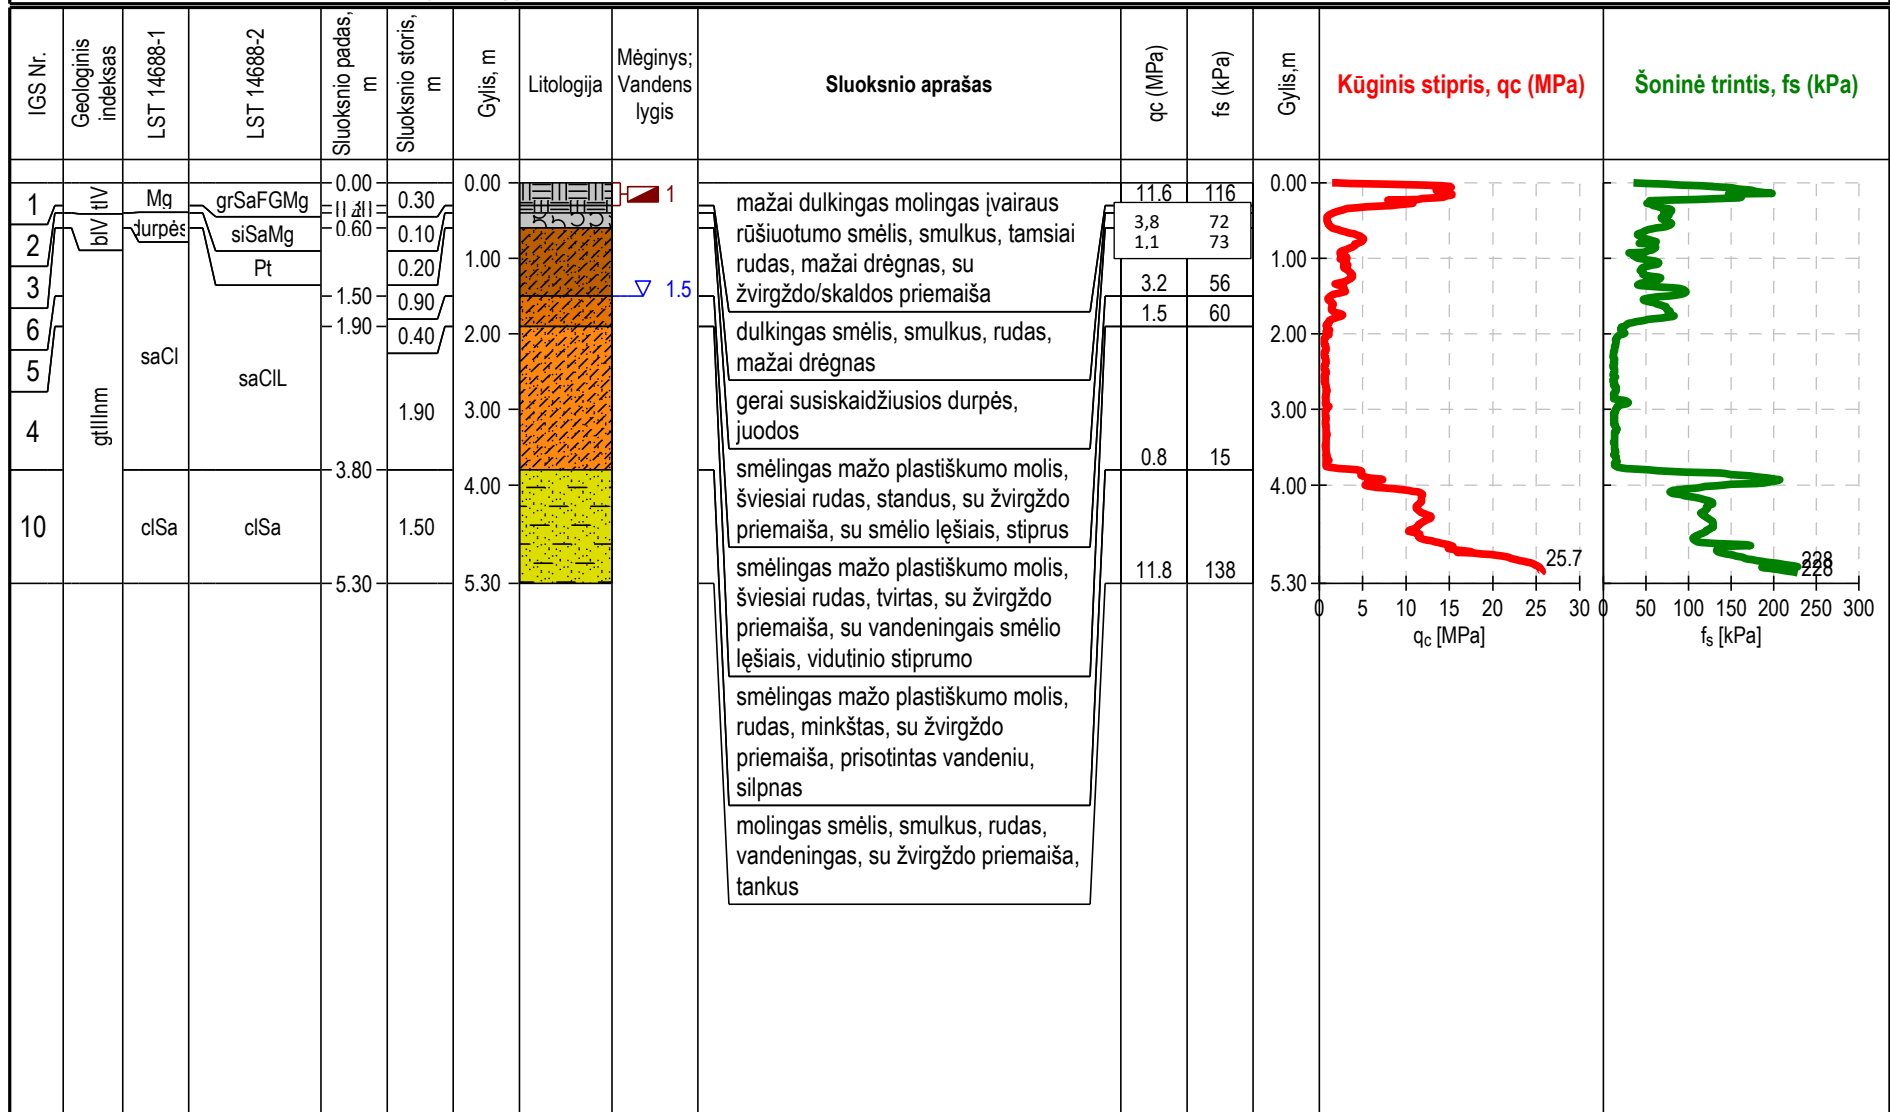 IGS Nr.
Geologinis indeksas
LST 14688-1
LST 14688-2
Sluoksnio padas, m
Sluoksnio storis, m
Gylis, m
Litologija
Mėginys;
Vandens
lygis
Sluoksnio aprašas
qc (MPa)
fs (kPa)
Gylis,m
Kūginis stipris, qc (MPa)
Šoninė trintis, fs (kPa)
1
2
3
6
5
4
10
tIV
bIV
gtIInm
Mg
durpės
saCl
clSa
grSaFGMg
siSaMg
Pt
saClL
clSa
0.00
0.60
1.50
1.90
3.80
5.30
0.30
0.10
0.20
0.90
0.40
1.90
1.50
0.00
1.00
2.00
3.00
4.00
5.30
1
1.5
mažai dulkingas molingas įvairaus
rūšiuotumo smėlis, smulkus, tamsiai
rudas, mažai drėgnas, su
žvirgždo/skaldos priemaiša
dulkingas smėlis, smulkus, rudas,
mažai drėgnas
gerai susiskaidžiusios durpės,
juodos
smėlingas mažo plastiškumo molis,
šviesiai rudas, standus, su žvirgždo
priemaiša, su smėlio lęšiais, stiprus
smėlingas mažo plastiškumo molis,
šviesiai rudas, tvirtas, su žvirgždo
priemaiša, su vandeningais smėlio
lęšiais, vidutinio stiprumo
smėlingas mažo plastiškumo molis,
rudas, minkštas, su žvirgždo
priemaiša, prisotintas vandeniu,
silpnas
molingas smėlis, smulkus, rudas,
vandeningas, su žvirgždo priemaiša,
tankus
11.6 116
3,8 72
1,1 73
3.2 56
1.5 60
0.8 15
11.8 138
0.00
1.00
2.00
3.00
4.00
5.30
25.7
0 5 10 15 20 25 30
qc [MPa]
228
228
0 50 100 150 200 250 300
fs [kPa]